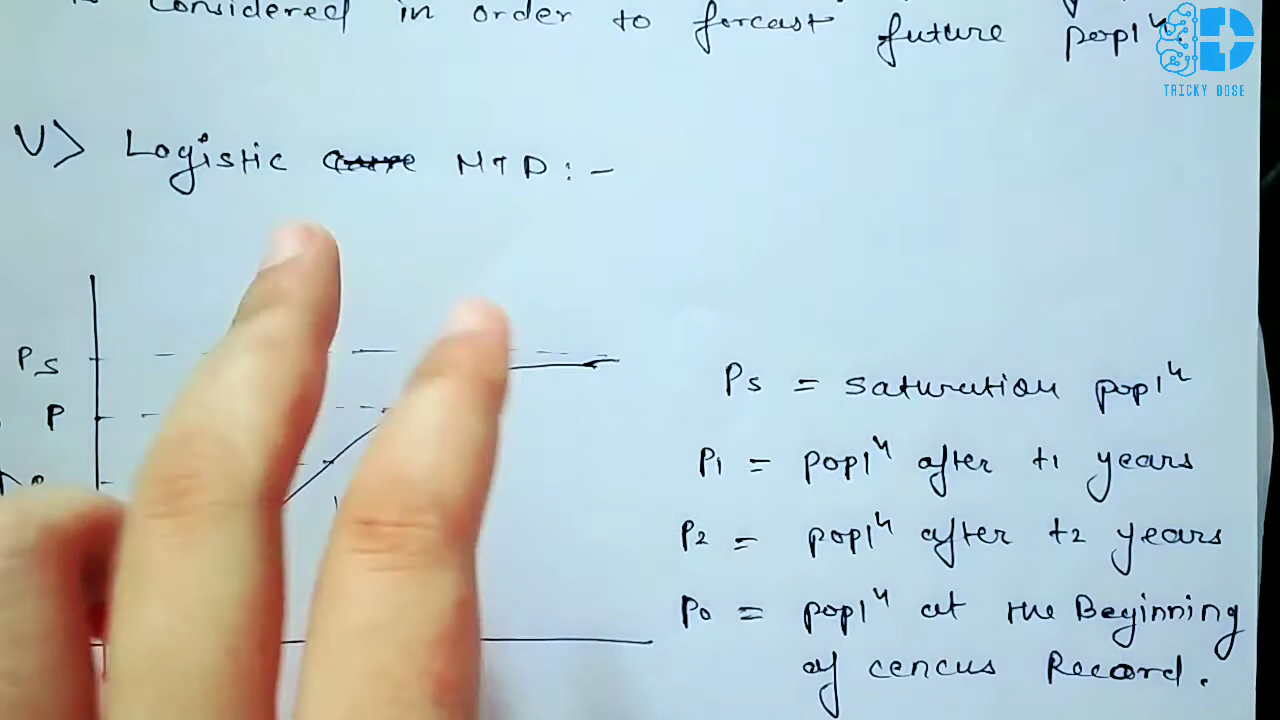 considered in order to forcast future popl^n.
TRICKY DOSE
V> Logistic MTD:-
Ps
P
Ps = saturation popl^n
P1 = popl^n after t1 years
P2 = popl^n after t2 years
Po = popl^n at the Beginning
of cencus Record.